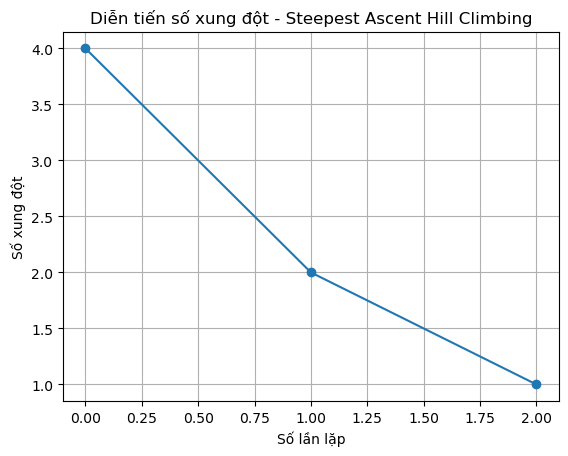 Diễn tiến số xung đột - Steepest Ascent Hill Climbing
4.0
3.5
3.0
2.5
2.0
1.5
1.0
Số xung đột
0.00 0.25 0.50 0.75 1.00 1.25 1.50 1.75 2.00
Số lần lặp